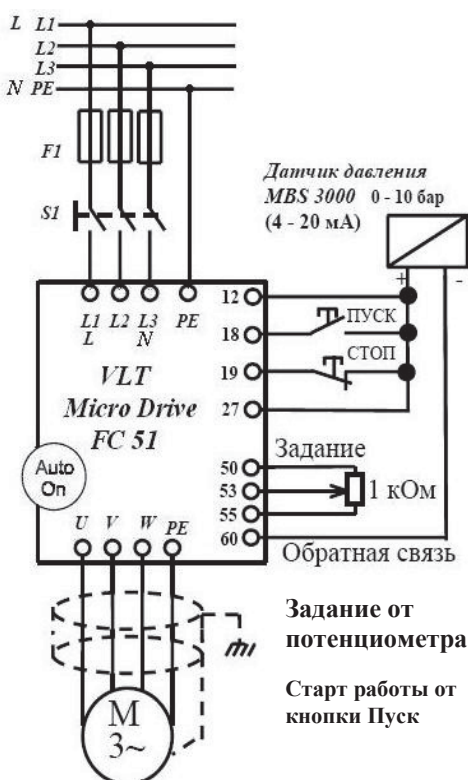 L L1
L2
L3
N PE
F1
S1
Датчик давления
MBS 3000 0 - 10 бар
(4 - 20 мА)
+ -
L1 L2 L3 PE
L N
12
18 ПУСК
19 СТОП
27
VLT
Micro Drive
FC 51
Auto
On
50 Задание
53 1 кОм
55
60 Обратная связь
U V W PE
M
3~
Задание от
потенциометра
Старт работы от
кнопки Пуск